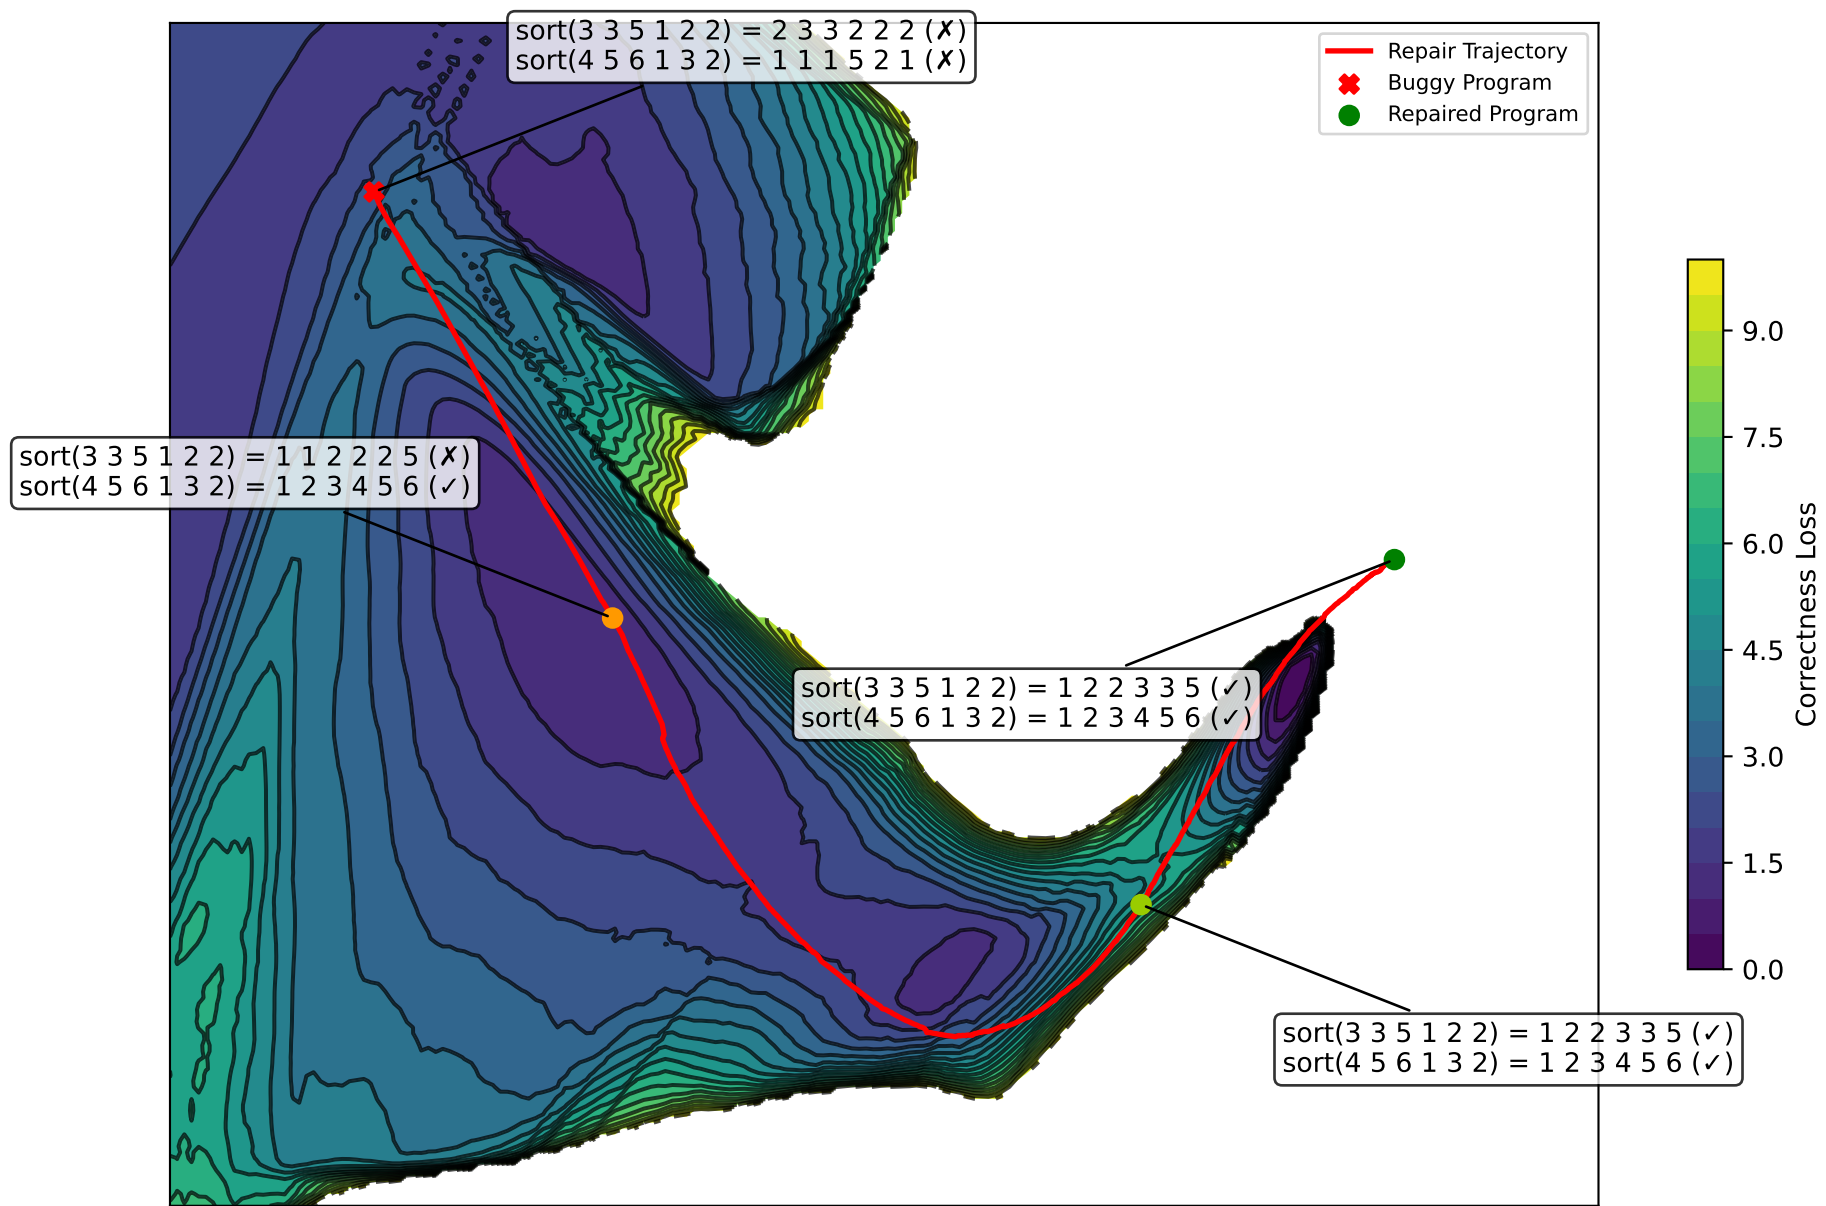 sort(3 3 5 1 2 2) = 2 3 3 2 2 2 (✗)
sort(4 5 6 1 3 2) = 1 1 1 5 2 1 (✗)
Repair Trajectory
Buggy Program
Repaired Program
sort(3 3 5 1 2 2) = 1 1 2 2 2 5 (✗)
sort(4 5 6 1 3 2) = 1 2 3 4 5 6 (✓)
sort(3 3 5 1 2 2) = 1 2 2 3 3 5 (✓)
sort(4 5 6 1 3 2) = 1 2 3 4 5 6 (✓)
sort(3 3 5 1 2 2) = 1 2 2 3 3 5 (✓)
sort(4 5 6 1 3 2) = 1 2 3 4 5 6 (✓)
9.0
7.5
6.0
4.5
3.0
1.5
0.0
Correctness Loss